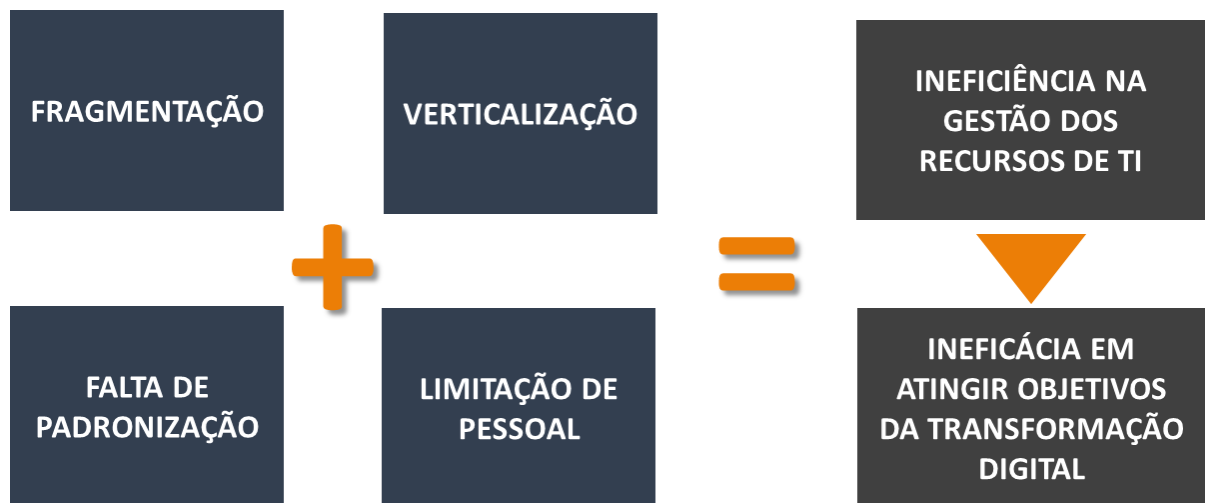 FRAGMENTAÇÃO
VERTICALIZAÇÃO
INEFICIÊNCIA NA
GESTÃO DOS
RECURSOS DE TI
+
=
FALTA DE
PADRONIZAÇÃO
LIMITAÇÃO DE
PESSOAL
INEFICÁCIA EM
ATINGIR OBJETIVOS
DA TRANSFORMAÇÃO
DIGITAL